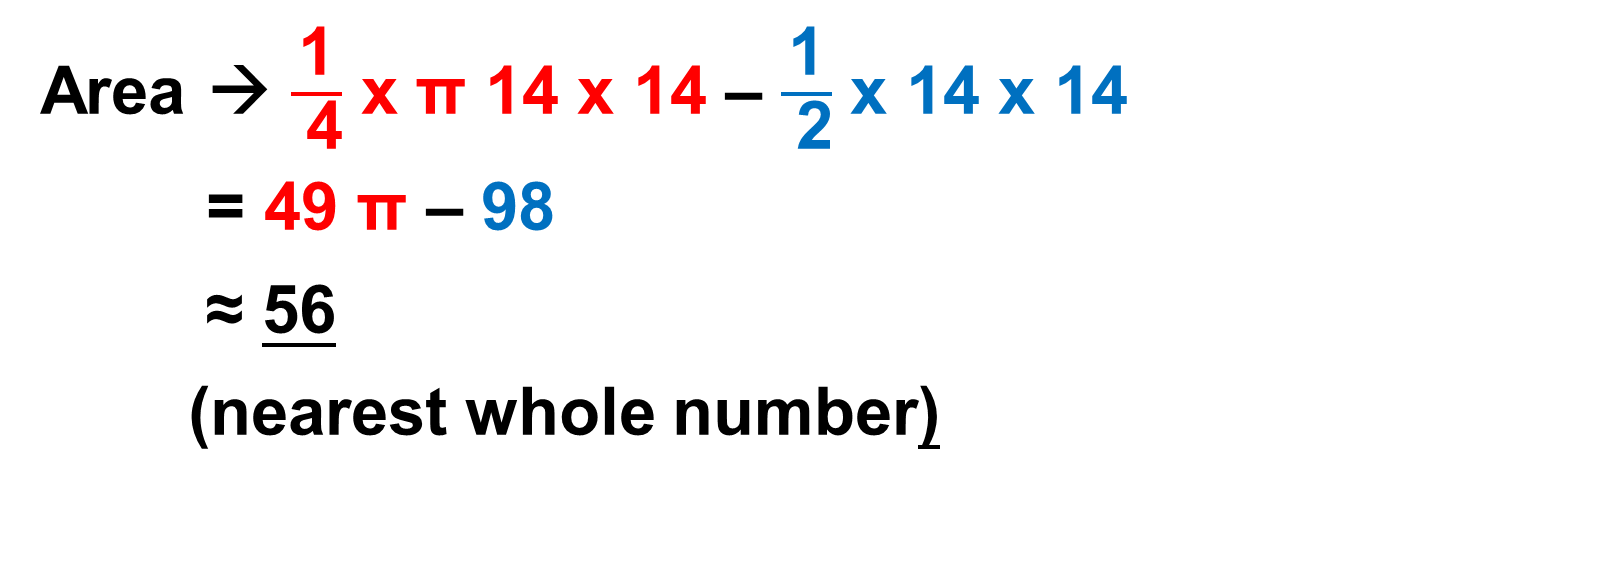 Area → 1/4 x π 14 x 14 – 1/2 x 14 x 14
= 49 π – 98
≈ 56
(nearest whole number)